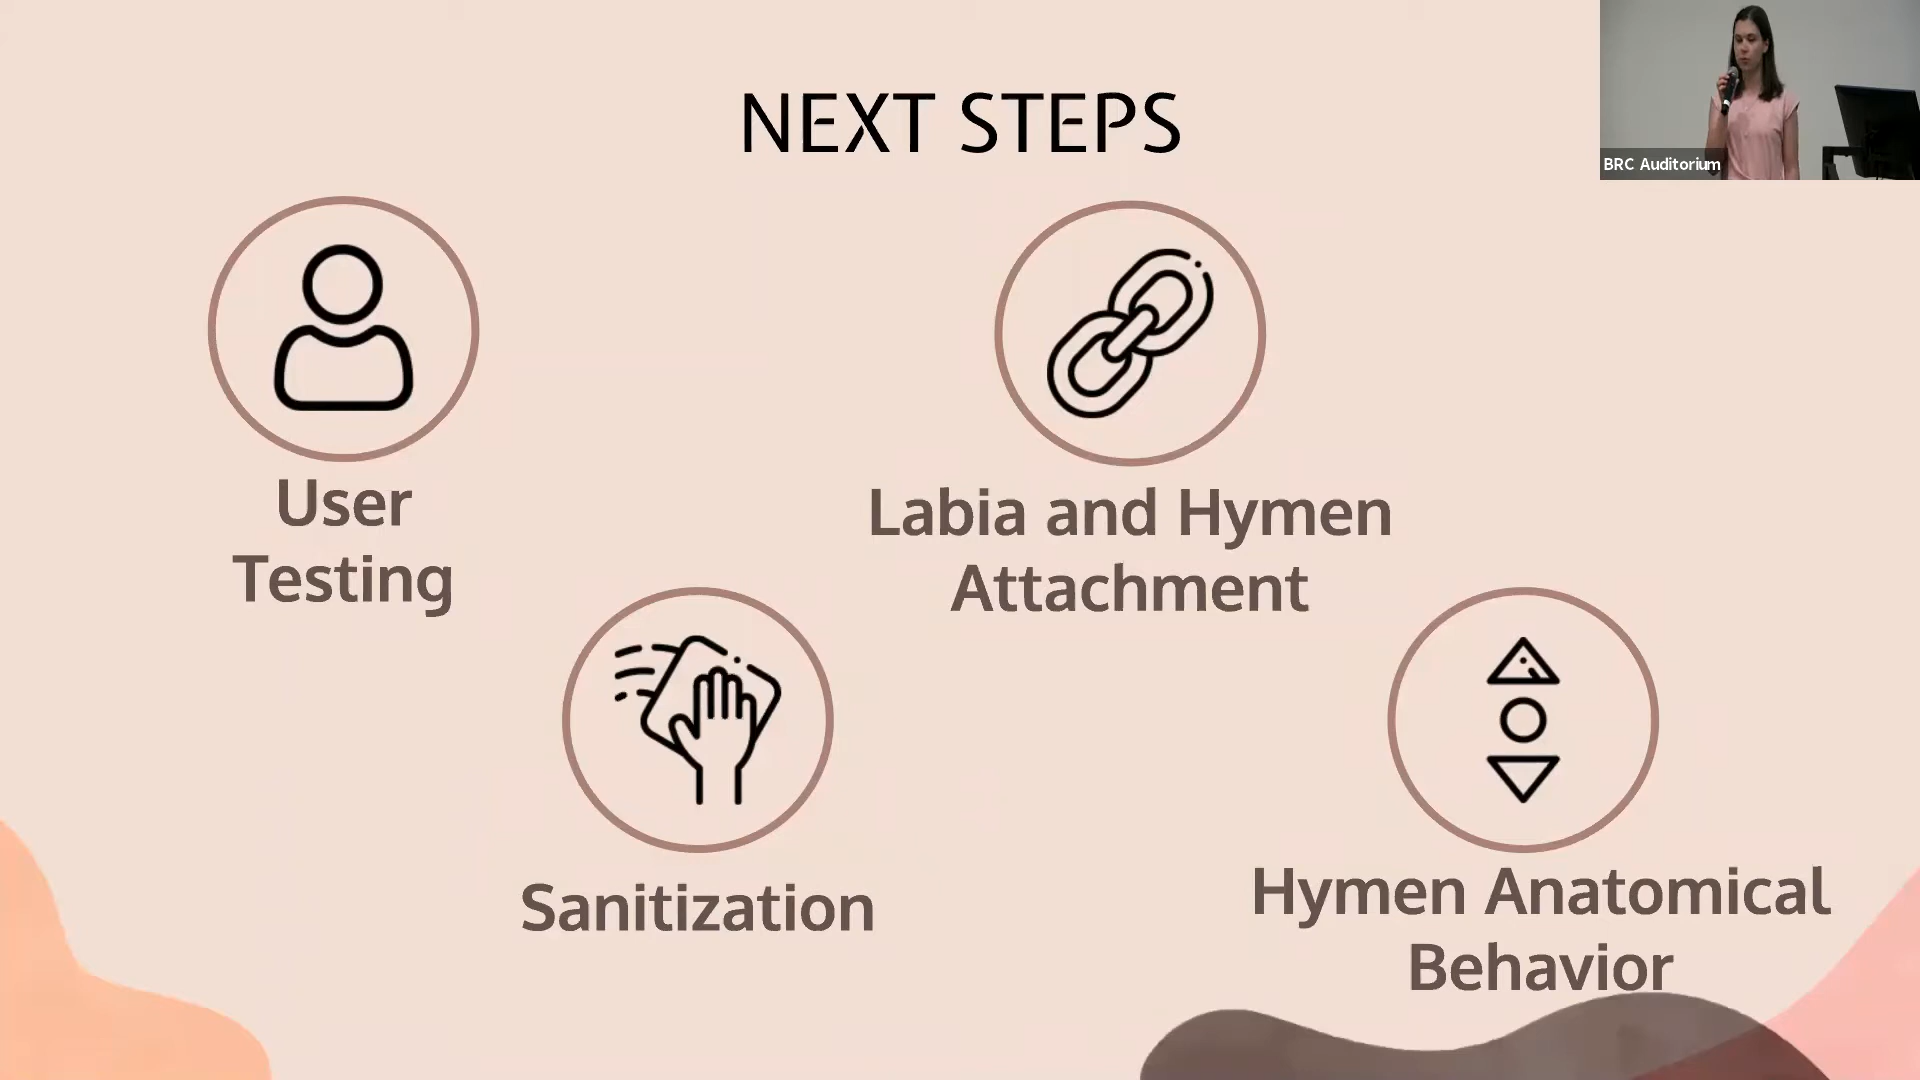 NEXT STEPS
BRC Auditorium
User
Testing
Labia and Hymen
Attachment
Sanitization
Hymen Anatomical
Behavior